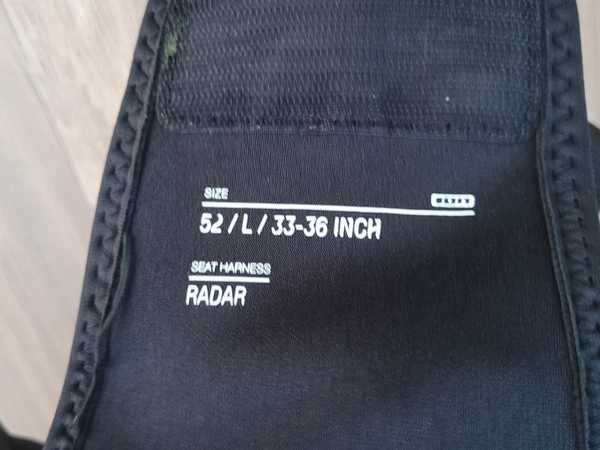 SIZE
52 / L / 33-36 INCH
SEAT HARNESS
RADAR